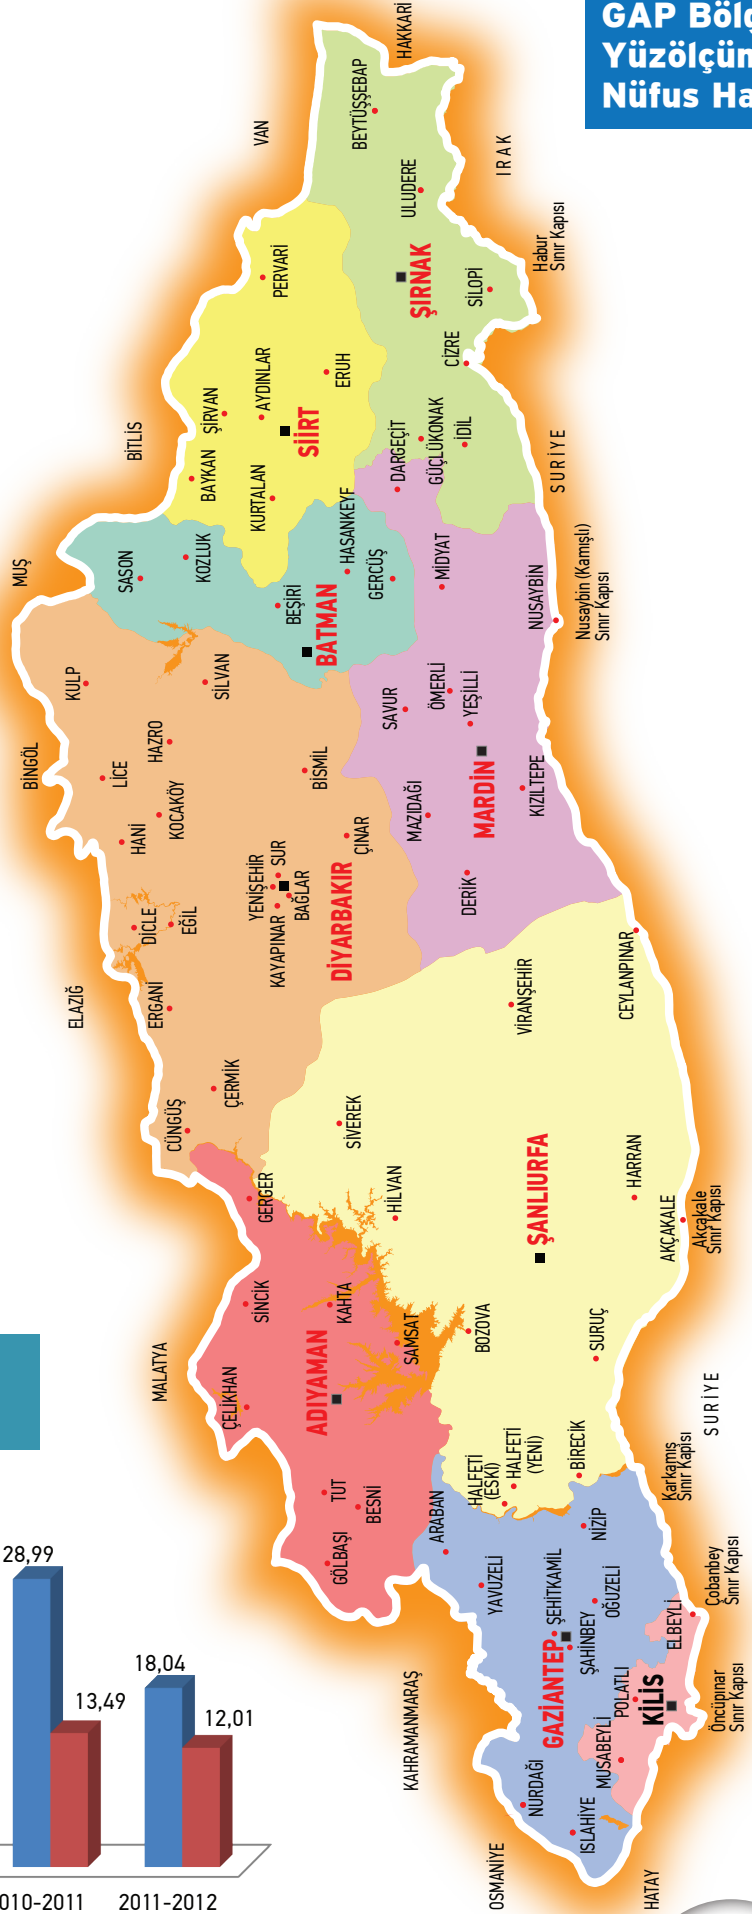 GAP Bölg
Yüzölçüm
Nüfus Ha
HAKKARİ
VAN
BEYTÜŞŞEBAP
ULUDERE
IRAK
Habur
Sınır Kapısı
PERVARİ
ŞIRNAK
SİLOPİ
CİZRE
BİTLİS
ŞİRVAN
AYDINLAR
ERUH
SİİRT
BAYKAN
KURTALAN
DARGEÇİT
GÜÇLÜKONAK
İDİL
SURİYE
MUŞ
SASON
KOZLUK
HASANKEYF
BEŞİRİ
GERCÜŞ
MİDYAT
BATMAN
NUSAYBİN
Nusaybin (Kamışlı)
Sınır Kapısı
KULP
SİLVAN
BİNGÖL
LİCE
HAZRO
HANİ
KOCAKÖY
BİSMİL
SAVUR
ÖMERLİ
YEŞİLLİ
MARDİN
MAZIDAĞI
KIZILTEPE
DERİK
ÇINAR
YENİŞEHİR
SUR
BAĞLAR
KAYAPINAR
DİYARBAKIR
DİCLE
EĞİL
ELAZIĞ
ERGANİ
ÇERMİK
CÜNGÜŞ
VİRANŞEHİR
CEYLANPINAR
SİVEREK
HİLVAN
ŞANLIURFA
HARRAN
AKÇAKALE
Akçakale
Sınır Kapısı
GERGER
SİNCİK
KAHTA
SAMSAT
BOZOVA
SURUÇ
MALATYA
ÇELİKHAN
ADIYAMAN
SURİYE
HALFETİ
(ESKİ)
HALFETİ
(YENİ)
BİRECİK
Karkamış
Sınır Kapısı
TUT
BESNİ
GÖLBAŞI
ARABAN
YAVUZELİ
NİZİP
ŞEHİTKAMİL
ŞAHİNBEY
OĞUZELİ
GAZİANTEP
ELBEYLİ
Çobanbey
Sınır Kapısı
POLATLI
KİLİS
Öncüpınar
Sınır Kapısı
MUSABEYLİ
KAHRAMANMARAŞ
NURDAĞI
ISLAHİYE
OSMANİYE
HATAY
28,99
13,49
18,04
12,01
010-2011
2011-2012